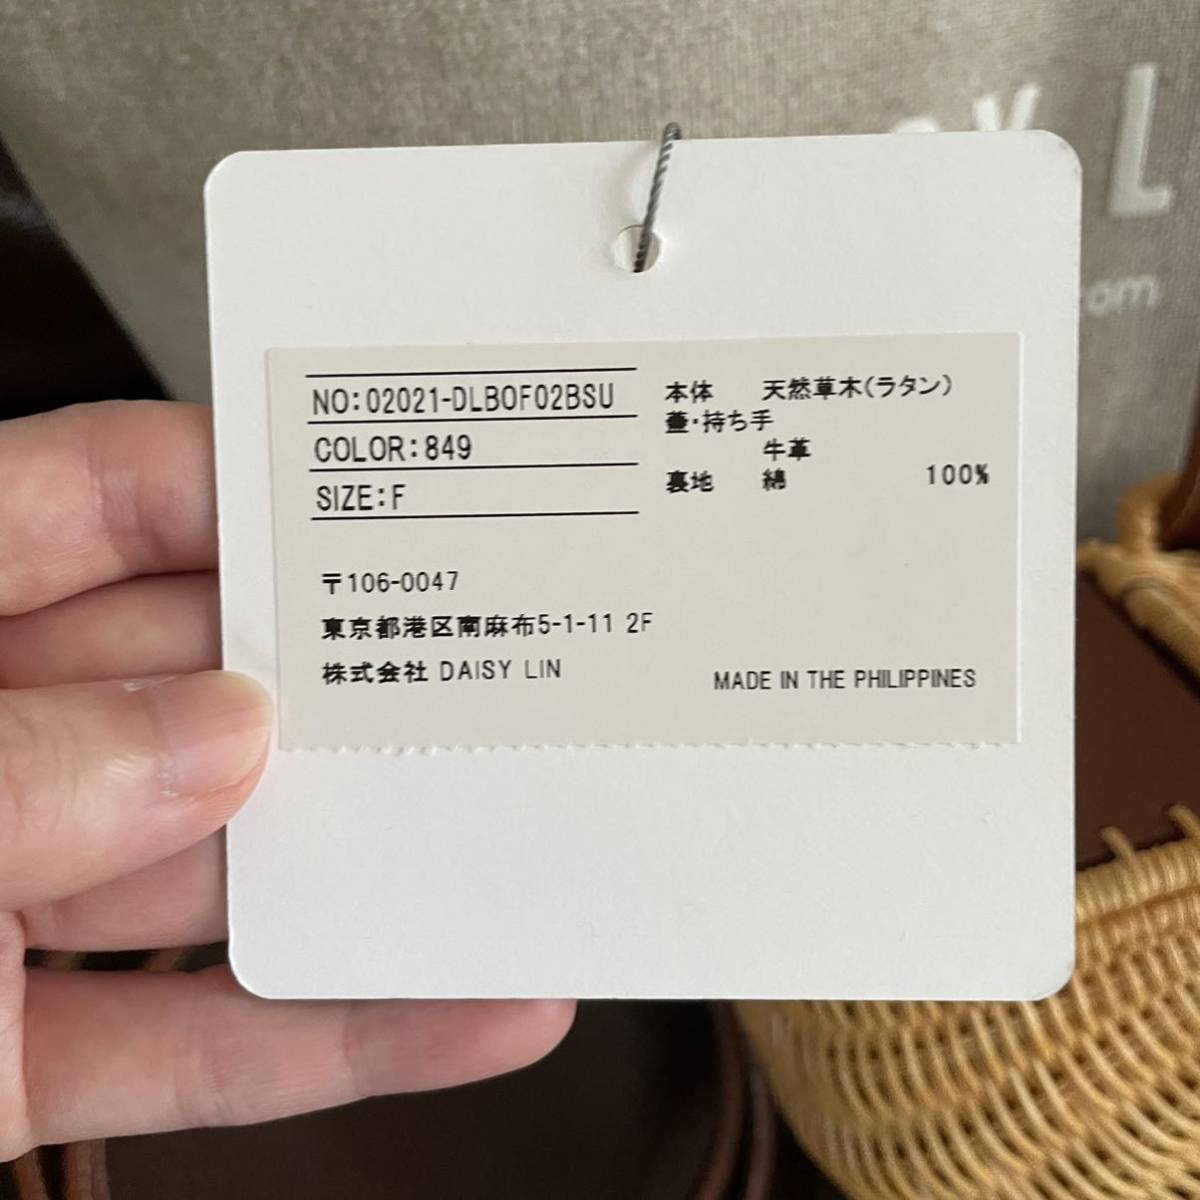 y L
com
NO:02021-DLBOF02BSU
COLOR:849
SIZE:F
本体 天然草木(ラタン)
蓋・持ち手
牛革
裏地 綿 100%
〒106-0047
東京都港区南麻布5-1-11 2F
株式会社 DAISY LIN
MADE IN THE PHILIPPINES